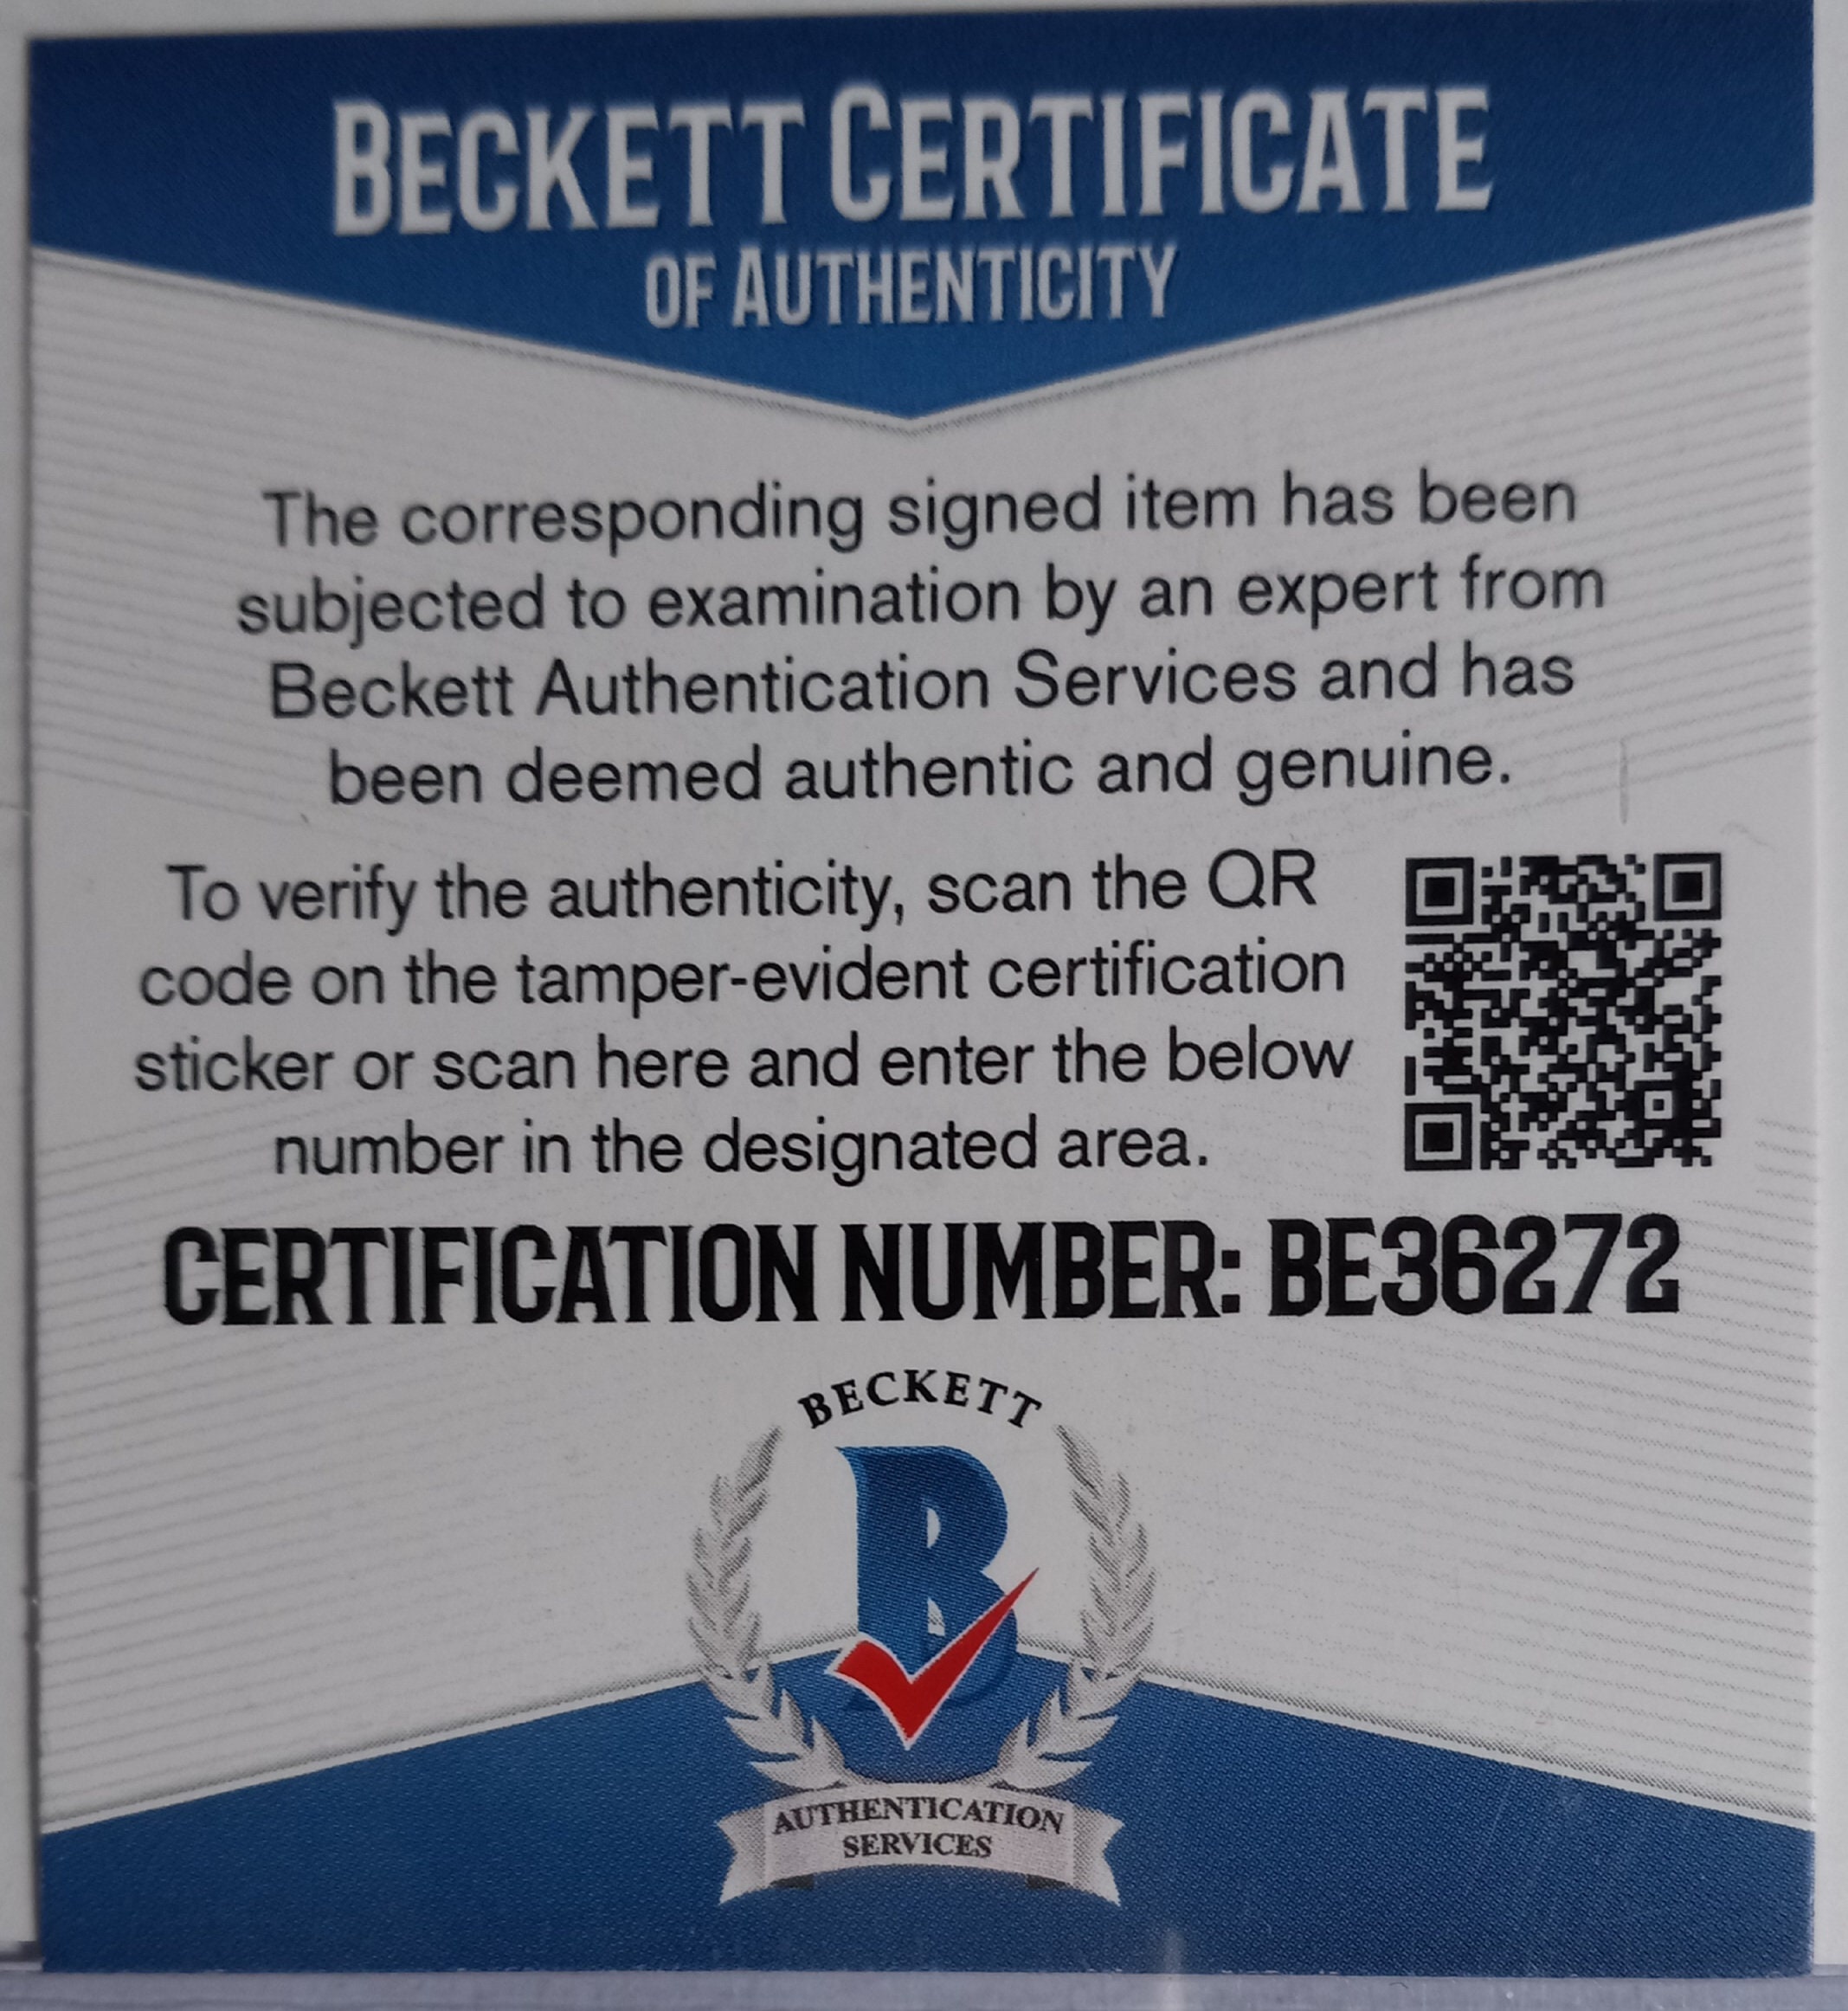 BECKETT CERTIFICATE
OF AUTHENTICITY
The corresponding signed item has been
subjected to examination by an expert from
Beckett Authentication Services and has
been deemed authentic and genuine.
To verify the authenticity, scan the QR
code on the tamper-evident certification
sticker or scan here and enter the below
number in the designated area.
CERTIFICATION NUMBER: BE36272
BECKETT
B
AUTHENTICATION
SERVICES